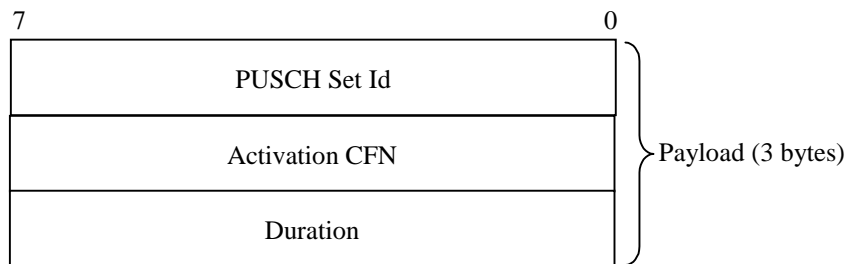 7 0
PUSCH Set Id
Activation CFN
Payload (3 bytes)
Duration